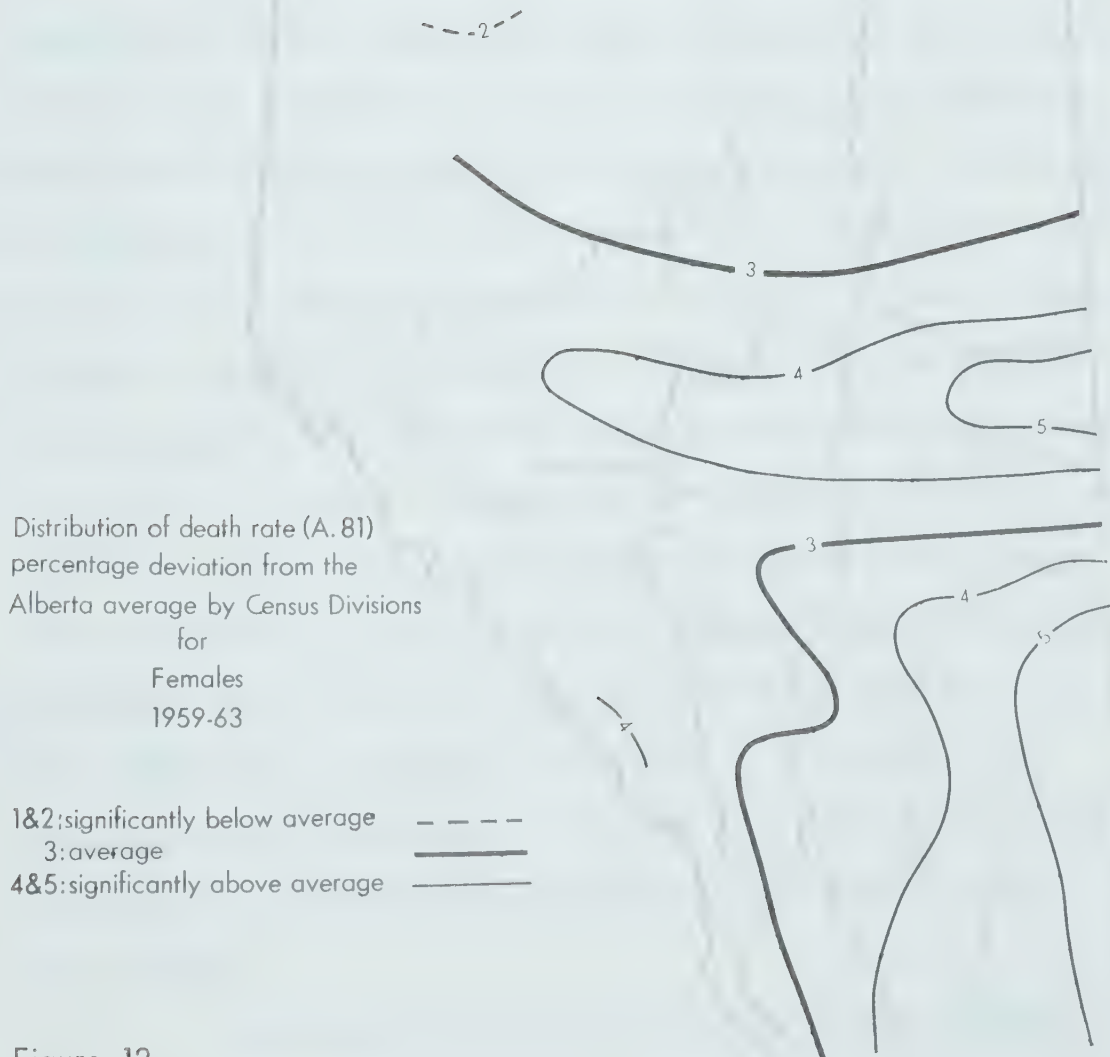 2
3
4
5
3
4
5
4
Distribution of death rate (A.81)
percentage deviation from the
Alberta average by Census Divisions
for
Females
1959-63
1&2:significantly below average
3:average
4&5:significantly above average
Figure 12